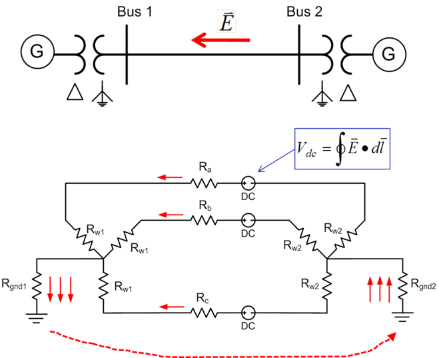 Bus 1
Bus 2
E⃗
G
G
Δ
Δ
V_dc = ∮ E⃗ • dl⃗
R_a
DC
R_b
DC
R_w1
R_w1
R_w2
R_w2
R_gnd1
R_w1
R_w2
R_gnd2
R_c
DC